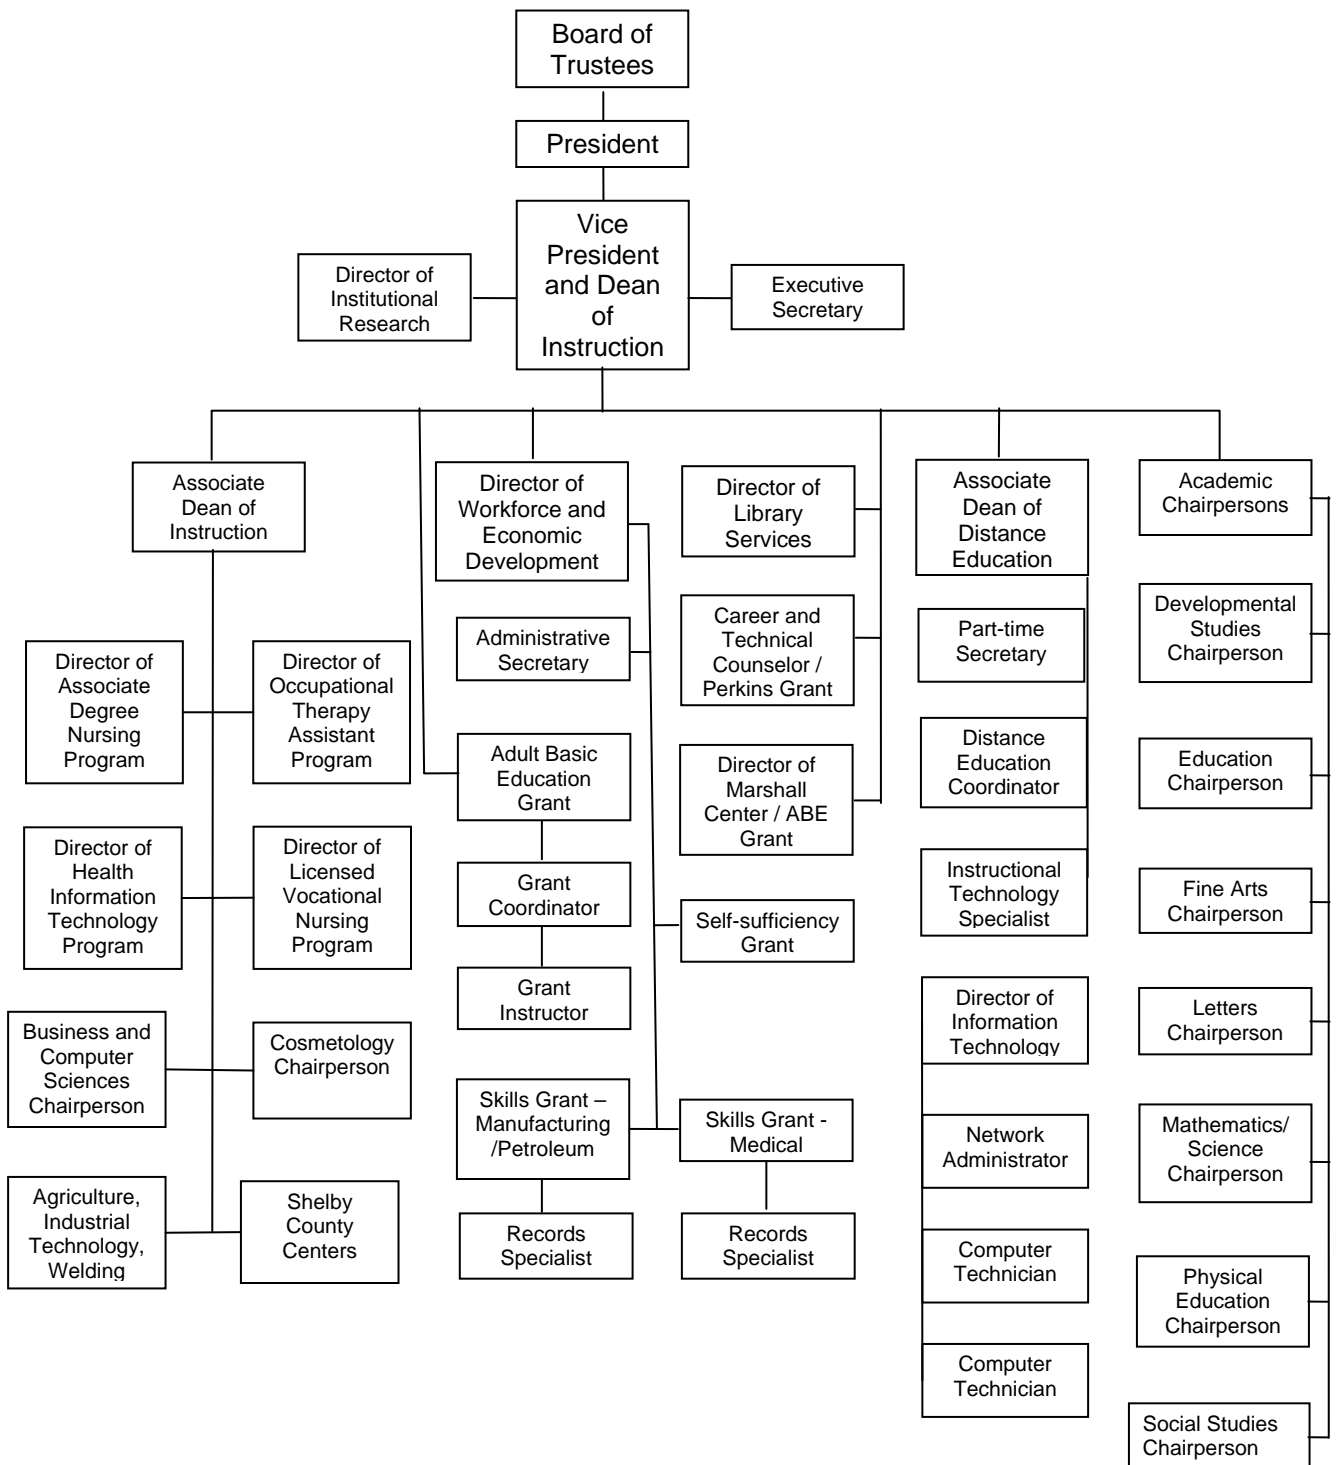 Board of
Trustees
President
Vice
President
and Dean
of
Instruction
Director of
Institutional
Research
Executive
Secretary
Associate
Dean of
Instruction
Director of
Associate
Degree
Nursing
Program
Director of
Occupational
Therapy
Assistant
Program
Director of
Health
Information
Technology
Program
Director of
Licensed
Vocational
Nursing
Program
Business and
Computer
Sciences
Chairperson
Cosmetology
Chairperson
Agriculture,
Industrial
Technology,
Welding
Shelby
County
Centers
Director of
Workforce and
Economic
Development
Administrative
Secretary
Adult Basic
Education
Grant
Grant
Coordinator
Grant
Instructor
Skills Grant –
Manufacturing
/Petroleum
Records
Specialist
Director of
Library
Services
Career and
Technical
Counselor /
Perkins Grant
Director of
Marshall
Center / ABE
Grant
Self-sufficiency
Grant
Skills Grant -
Medical
Records
Specialist
Associate
Dean of
Distance
Education
Part-time
Secretary
Distance
Education
Coordinator
Instructional
Technology
Specialist
Director of
Information
Technology
Network
Administrator
Computer
Technician
Computer
Technician
Academic
Chairpersons
Developmental
Studies
Chairperson
Education
Chairperson
Fine Arts
Chairperson
Letters
Chairperson
Mathematics/
Science
Chairperson
Physical
Education
Chairperson
Social Studies
Chairperson